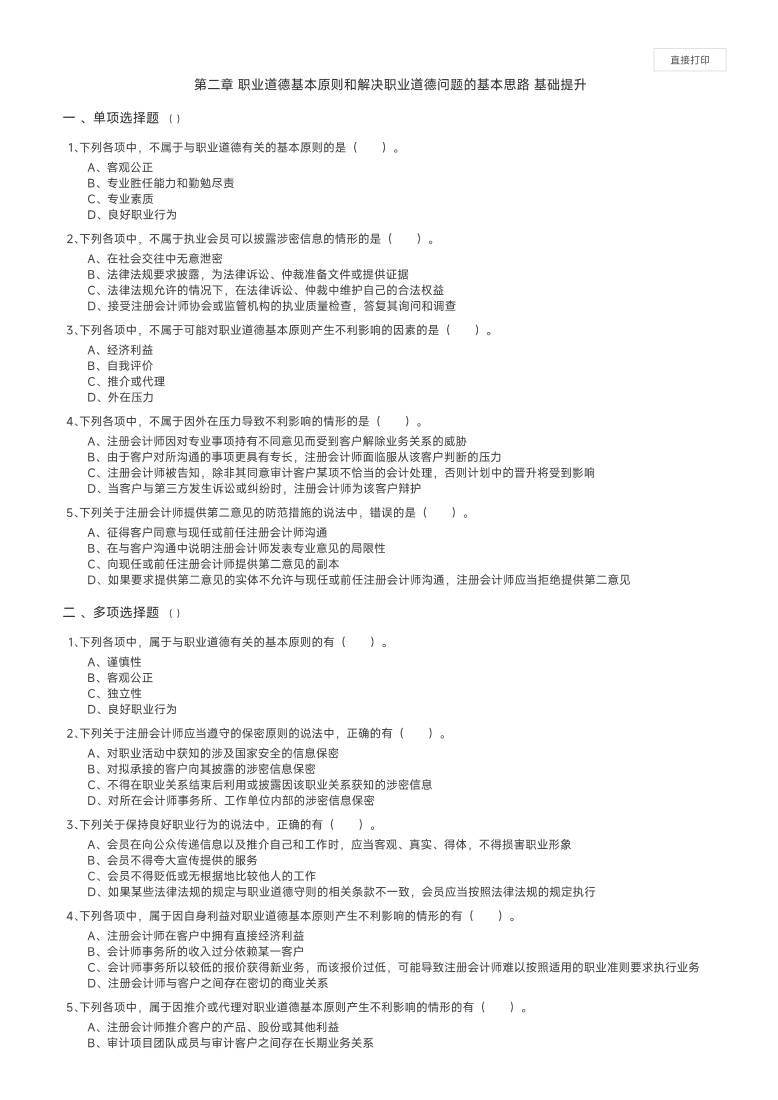 直接打印
第二章 职业道德基本原则和解决职业道德问题的基本思路 基础提升
一 、单项选择题 （ ）
1､下列各项中，不属于与职业道德有关的基本原则的是（　　）。
A、客观公正
B、专业胜任能力和勤勉尽责
C、专业素质
D、良好职业行为
2､下列各项中，不属于执业会员可以披露涉密信息的情形的是（　　）。
A、在社会交往中无意泄密
B、法律法规要求披露，为法律诉讼、仲裁准备文件或提供证据
C、法律法规允许的情况下，在法律诉讼、仲裁中维护自己的合法权益
D、接受注册会计师协会或监管机构的执业质量检查，答复其询问和调查
3､下列各项中，不属于可能对职业道德基本原则产生不利影响的因素的是（　　）。
A、经济利益
B、自我评价
C、推介或代理
D、外在压力
4､下列各项中，不属于因外在压力导致不利影响的情形的是（　　）。
A、注册会计师因对专业事项持有不同意见而受到客户解除业务关系的威胁
B、由于客户对所沟通的事项更具有专长，注册会计师面临服从该客户判断的压力
C、注册会计师被告知，除非其同意审计客户某项不恰当的会计处理，否则计划中的晋升将受到影响
D、当客户与第三方发生诉讼或纠纷时，注册会计师为该客户辩护
5､下列关于注册会计师提供第二意见的防范措施的说法中，错误的是（　　）。
A、征得客户同意与现任或前任注册会计师沟通
B、在与客户沟通中说明注册会计师发表专业意见的局限性
C、向现任或前任注册会计师提供第二意见的副本
D、如果要求提供第二意见的实体不允许与现任或前任注册会计师沟通，注册会计师应当拒绝提供第二意见
二 、多项选择题 （ ）
1､下列各项中，属于与职业道德有关的基本原则的有（　　）。
A、谨慎性
B、客观公正
C、独立性
D、良好职业行为
2､下列关于注册会计师应当遵守的保密原则的说法中，正确的有（　　）。
A、对职业活动中获知的涉及国家安全的信息保密
B、对拟承接的客户向其披露的涉密信息保密
C、不得在职业关系结束后利用或披露因该职业关系获知的涉密信息
D、对所在会计师事务所、工作单位内部的涉密信息保密
3､下列关于保持良好职业行为的说法中，正确的有（　　）。
A、会员在向公众传递信息以及推介自己和工作时，应当客观、真实、得体，不得损害职业形象
B、会员不得夸大宣传提供的服务
C、会员不得贬低或无根据地比较他人的工作
D、如果某些法律法规的规定与职业道德守则的相关条款不一致，会员应当按照法律法规的规定执行
4､下列各项中，属于因自身利益对职业道德基本原则产生不利影响的情形的有（　　）。
A、注册会计师在客户中拥有直接经济利益
B、会计师事务所的收入过分依赖某一客户
C、会计师事务所以较低的报价获得新业务，而该报价过低，可能导致注册会计师难以按照适用的职业准则要求执行业务
D、注册会计师与客户之间存在密切的商业关系
5､下列各项中，属于因推介或代理对职业道德基本原则产生不利影响的情形的有（　　）。
A、注册会计师推介客户的产品、股份或其他利益
B、审计项目团队成员与审计客户之间存在长期业务关系